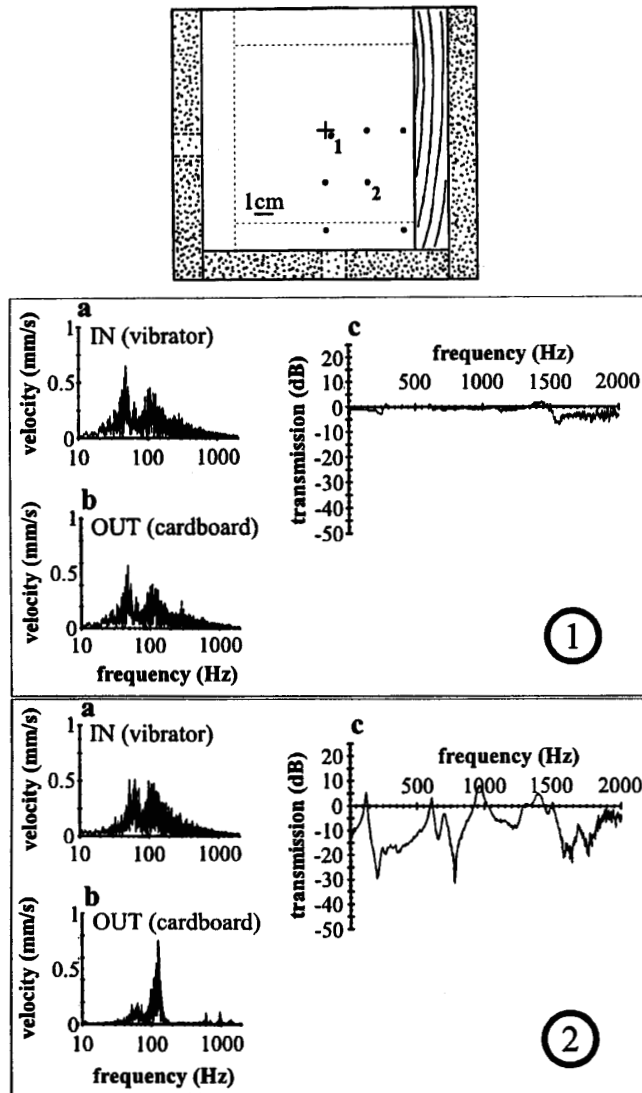 1
2
1cm
a
IN (vibrator)
velocity (mm/s)
1
0.5
0
10 100 1000
b
OUT (cardboard)
velocity (mm/s)
1
0.5
0
10 100 1000
frequency (Hz)
c
frequency (Hz)
transmission (dB)
20
10
0
-10
-20
-30
-40
-50
500 1000 1500 2000
1
a
IN (vibrator)
velocity (mm/s)
1
0.5
0
10 100 1000
b
OUT (cardboard)
velocity (mm/s)
1
0.5
0
10 100 1000
frequency (Hz)
c
frequency (Hz)
transmission (dB)
20
10
0
-10
-20
-30
-40
-50
500 1000 1500 2000
2